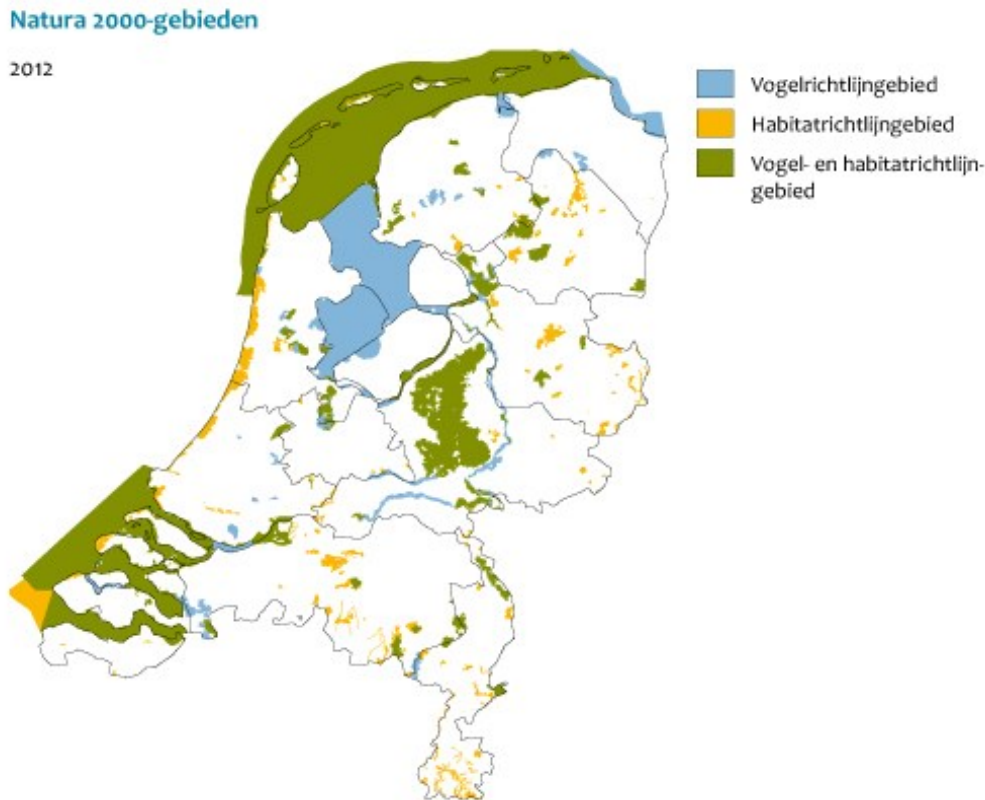 Natura 2000-gebieden
2012
Vogelrichtlijngebied
Habitatrichtlijngebied
Vogel- en habitatrichtlijn-
gebied